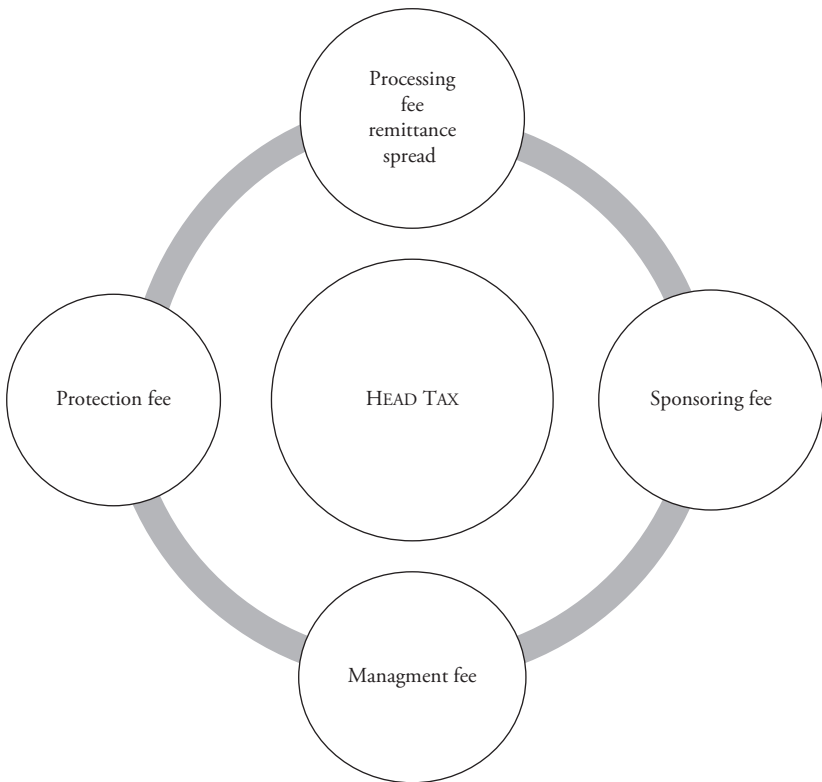 Processing
fee
remittance
spread
Protection fee
HEAD TAX
Sponsoring fee
Managment fee